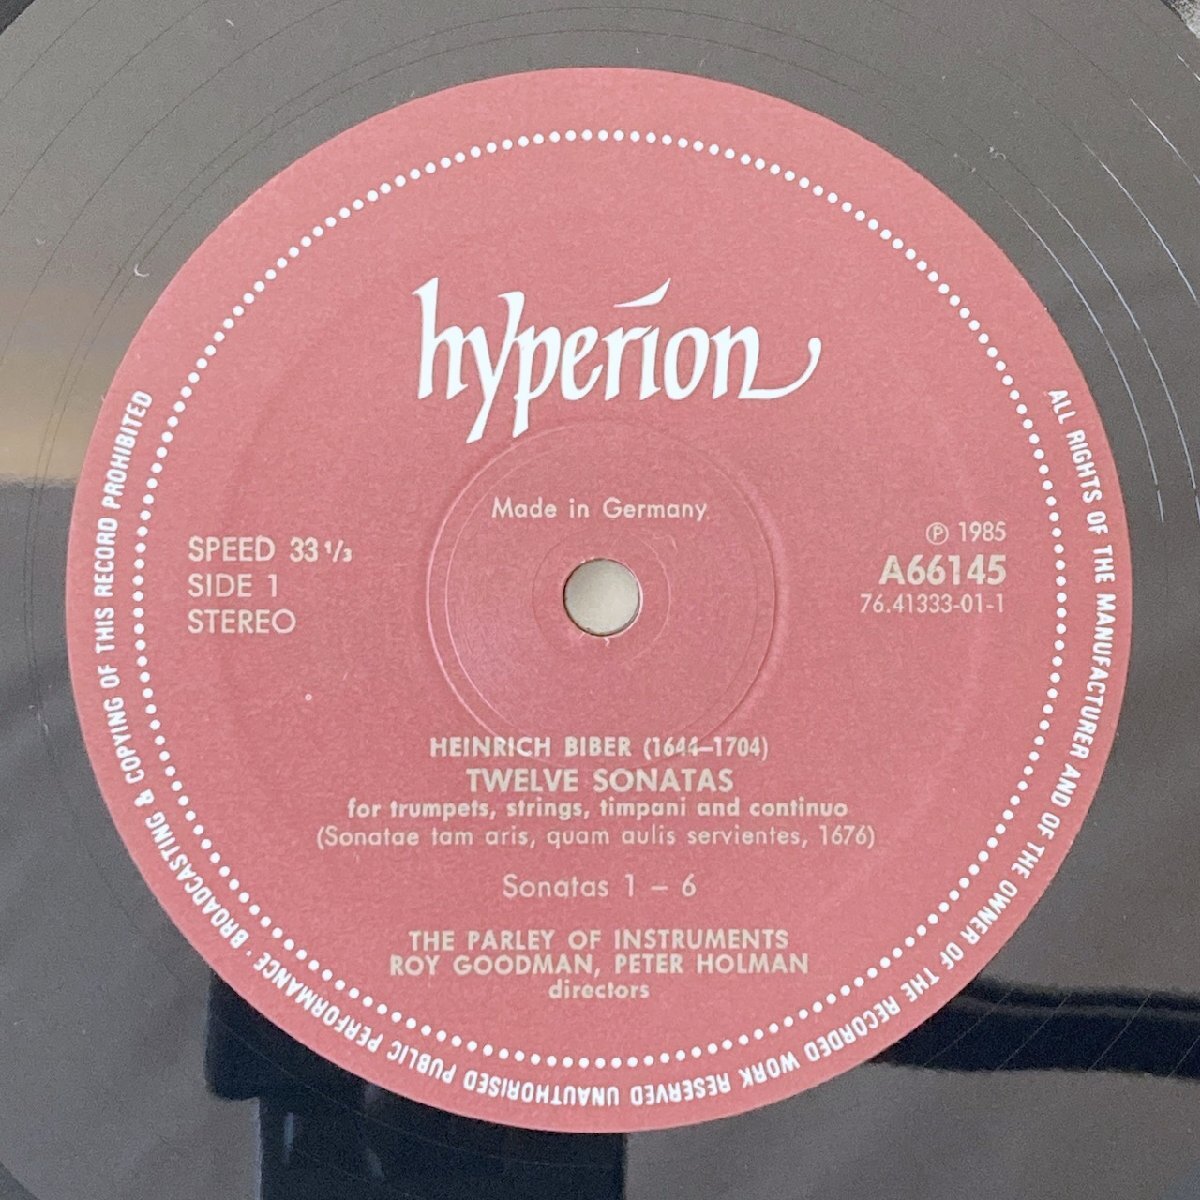 hyperion
Made in Germany
SPEED 33 1/3
SIDE 1
STEREO
℗ 1985
A66145
76.41333-01-1
HEINRICH BIBER (1644–1704)
TWELVE SONATAS
for trumpets, strings, timpani and continuo
(Sonatae tam aris, quam aulis servientes, 1676)
Sonatas 1 – 6
THE PARLEY OF INSTRUMENTS
ROY GOODMAN, PETER HOLMAN
directors
ALL RIGHTS OF THE MANUFACTURER AND OF THE OWNER OF THE RECORDED WORK RESERVED UNAUTHORISED PUBLIC PERFORMANCE, BROADCASTING & COPYING OF THIS RECORD PROHIBITED